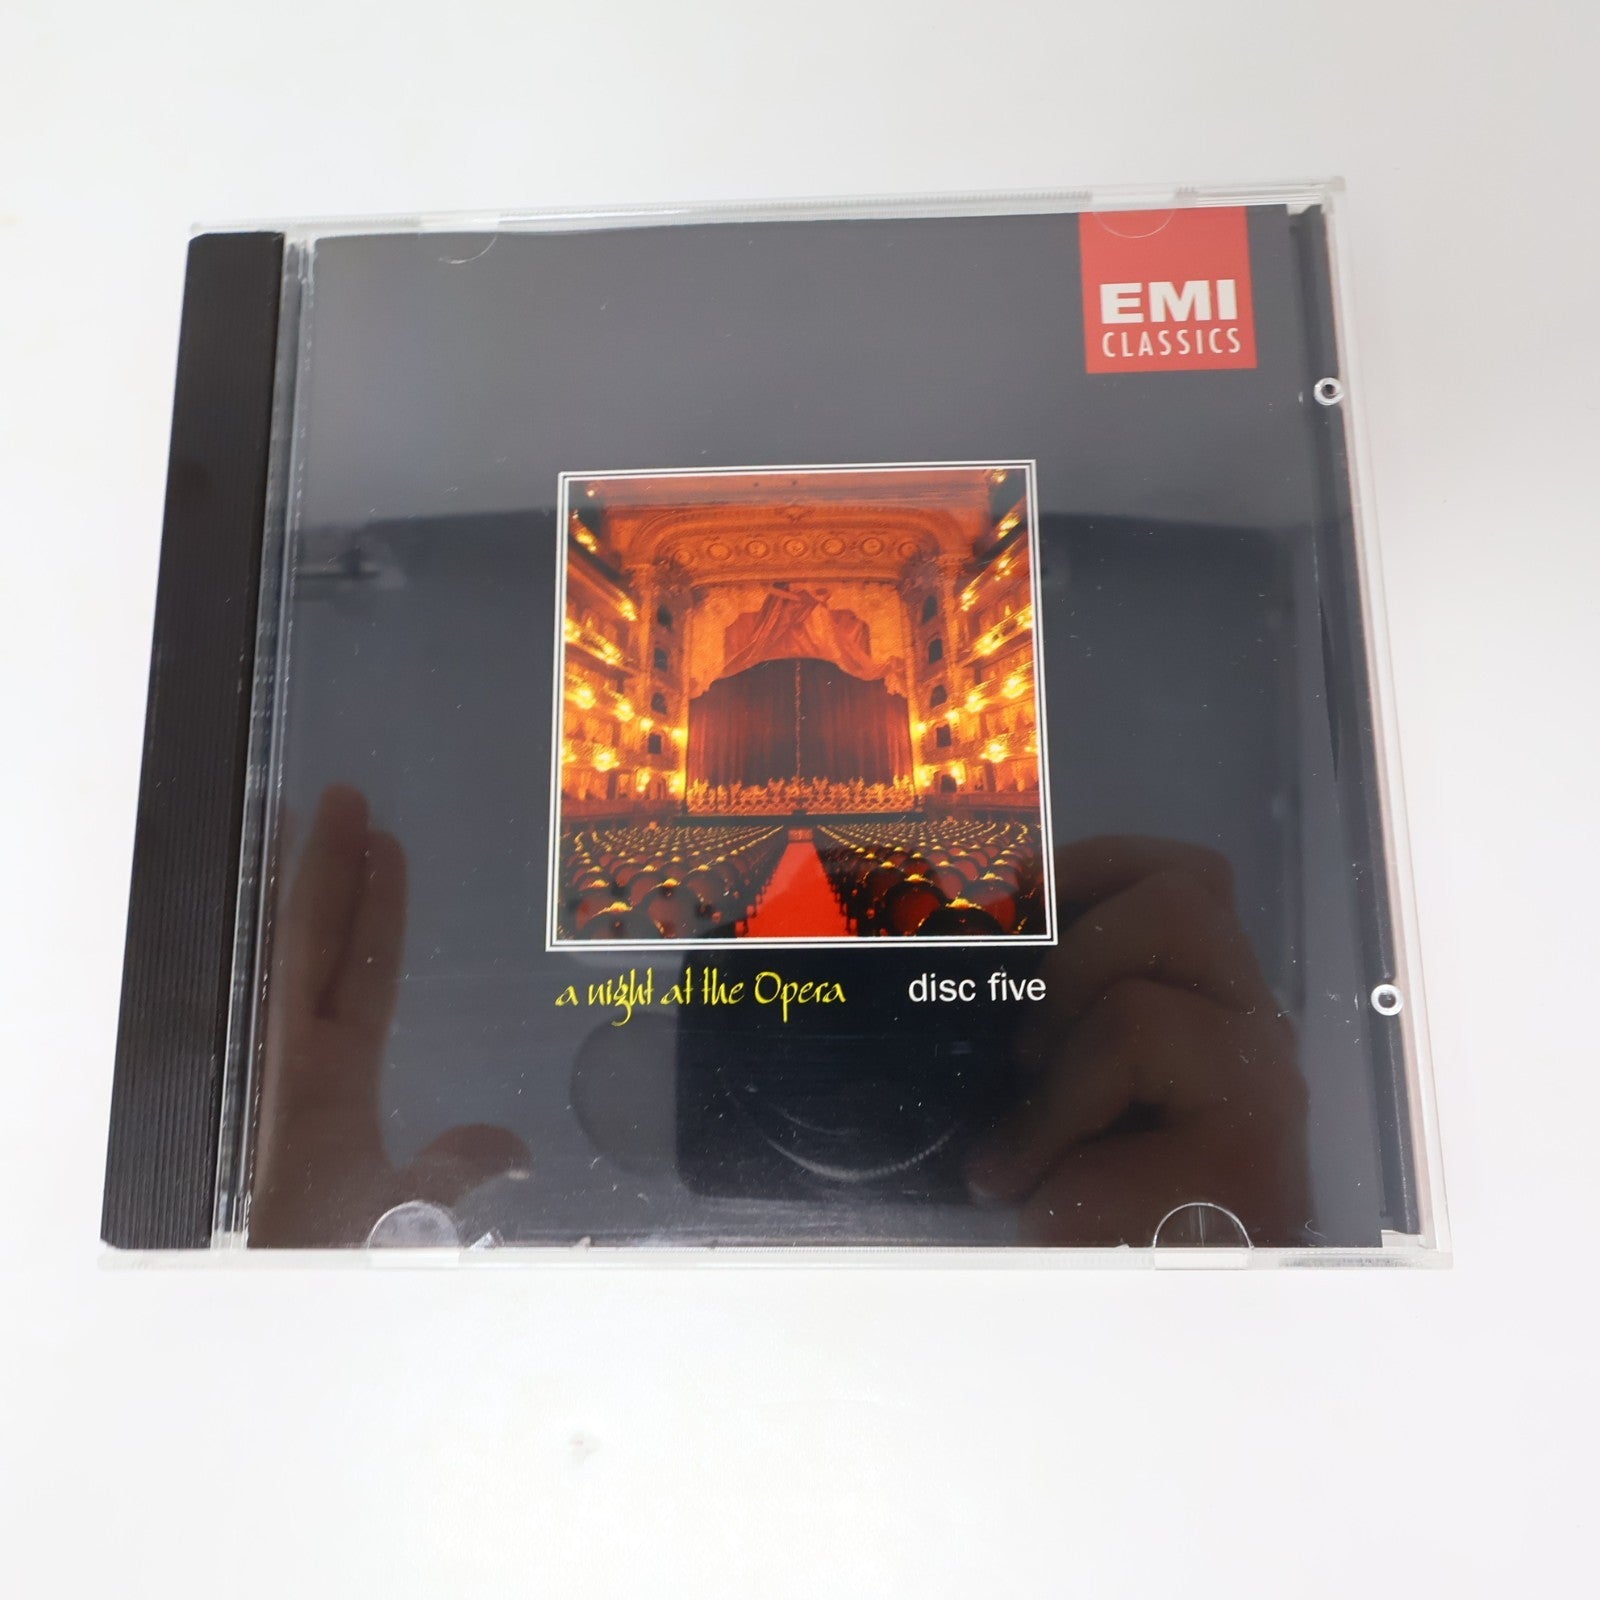 EMI
CLASSICS
a night at the Opera disc five